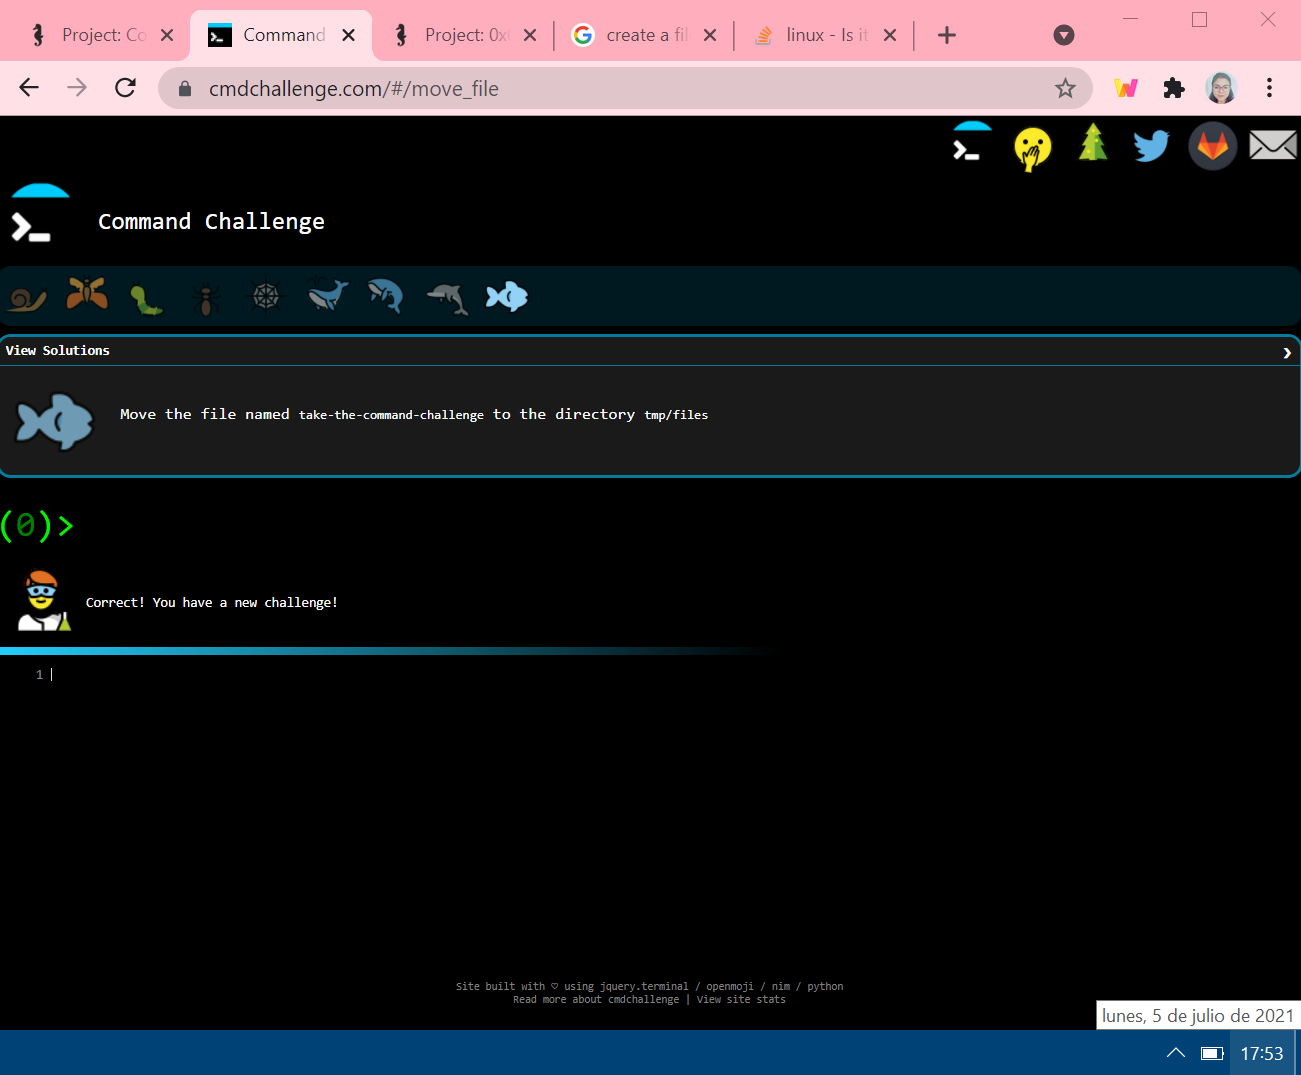 Project: Co
Command
Project: 0x
create a fil
linux - Is it
cmdchallenge.com/#/move_file
Command Challenge
View Solutions
Move the file named take-the-command-challenge to the directory tmp/files
(0)>
Correct! You have a new challenge!
1
Site built with ♡ using jquery.terminal / openmoji / nim / python
Read more about cmdchallenge | View site stats
lunes, 5 de julio de 2021
17:53